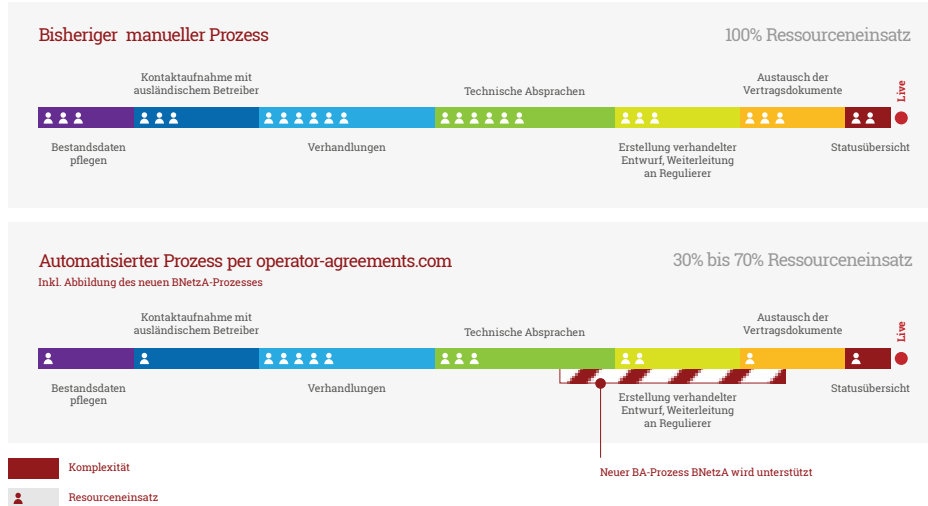 Bisheriger manueller Prozess
100% Ressourceneinsatz
Kontaktaufnahme mit
ausländischem Betreiber
Technische Absprachen
Austausch der
Vertragsdokumente
Live
Bestandsdaten
pflegen
Verhandlungen
Erstellung verhandelter
Entwurf, Weiterleitung
an Regulierer
Statusübersicht
Automatisierter Prozess per operator-agreements.com
30% bis 70% Ressourceneinsatz
Inkl. Abbildung des neuen BNetzA-Prozesses
Kontaktaufnahme mit
ausländischem Betreiber
Technische Absprachen
Austausch der
Vertragsdokumente
Live
Bestandsdaten
pflegen
Verhandlungen
Erstellung verhandelter
Entwurf, Weiterleitung
an Regulierer
Statusübersicht
Komplexität
Neuer BA-Prozess BNetzA wird unterstützt
Resourceneinsatz